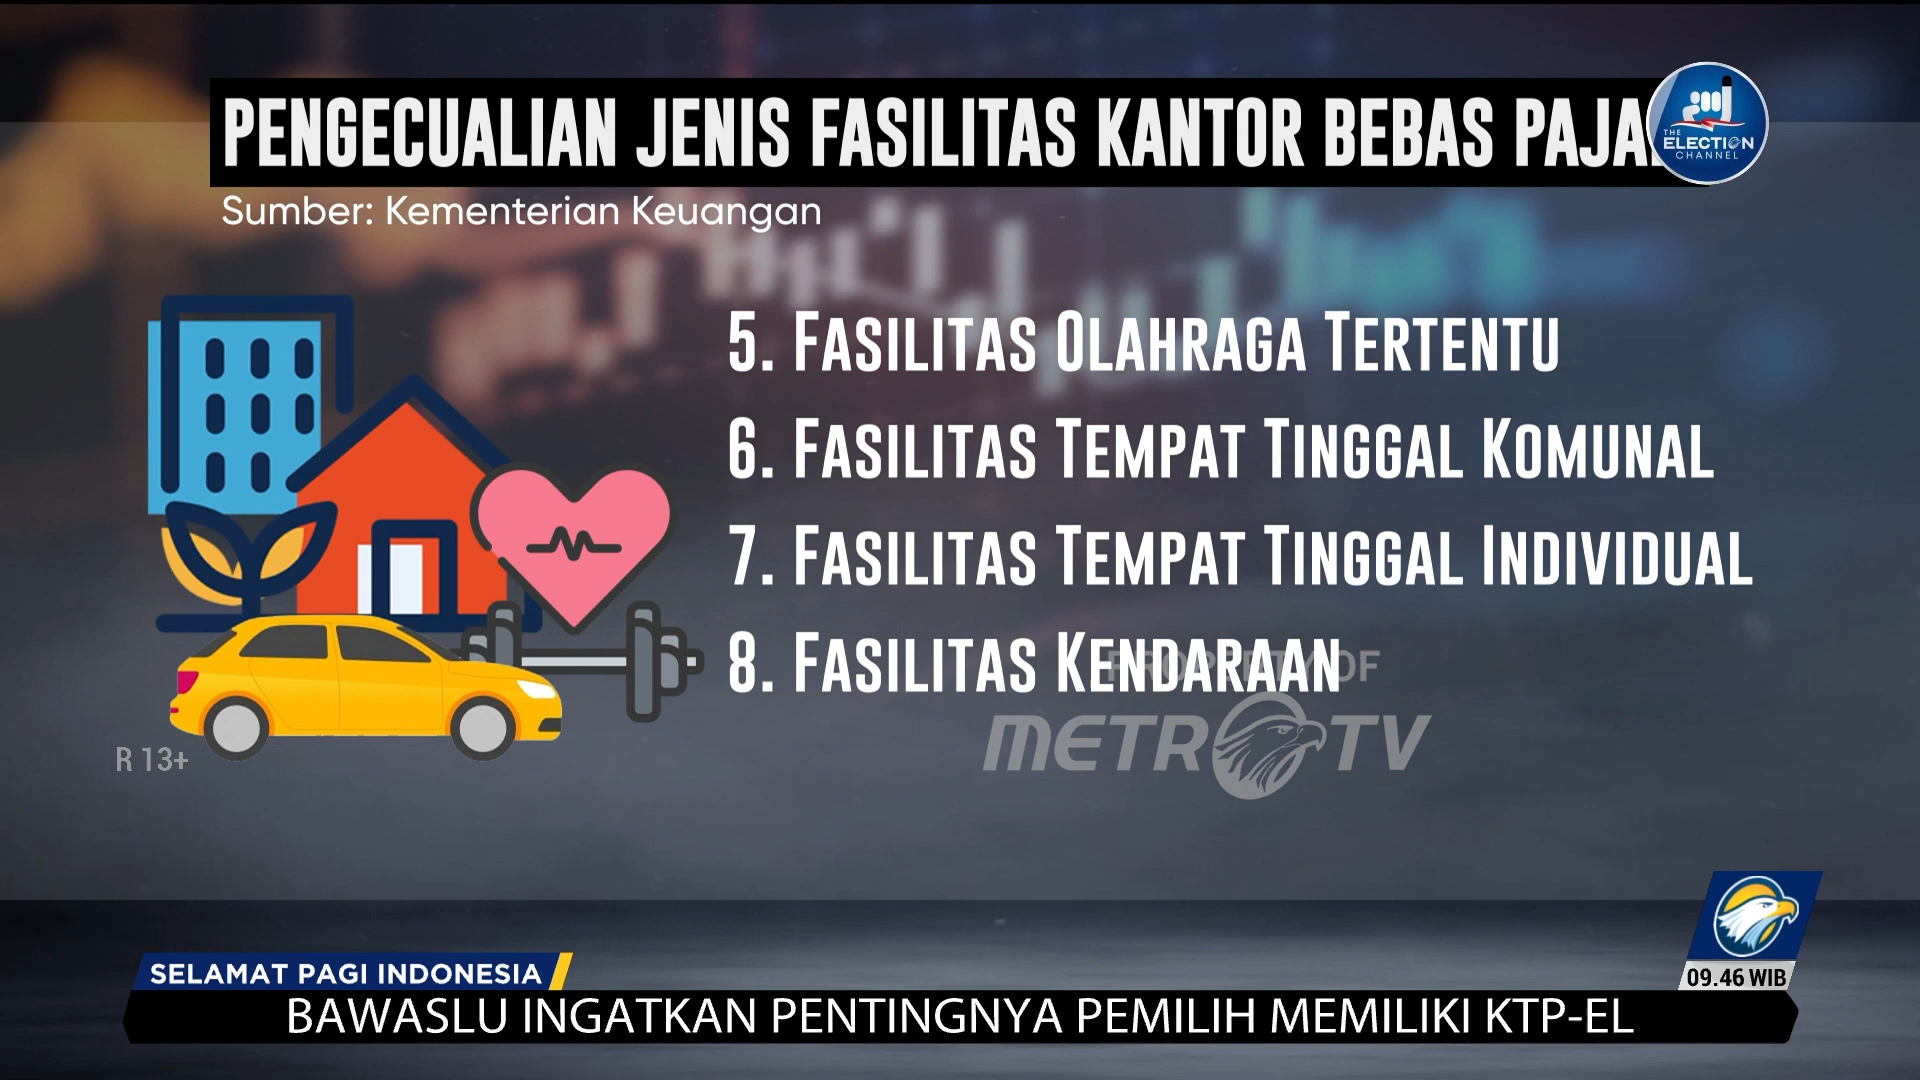 PENGECUALIAN JENIS FASILITAS KANTOR BEBAS
THE
ELECTION
CHANNEL
Sumber: Kementerian Keuangan
5. FASILITAS OLAHRAGA TERTENTU
6. FASILITAS TEMPAT TINGGAL KOMUNAL
7. FASILITAS TEMPAT TINGGAL INDIVIDUAL
8. FASILITAS KENDARAAN
PROPERTY OF
METRO TV
R 13+
SELAMAT PAGI INDONESIA
09.46 WIB
BAWASLU INGATKAN PENTINGNYA PEMILIH MEMILIKI KTP-EL